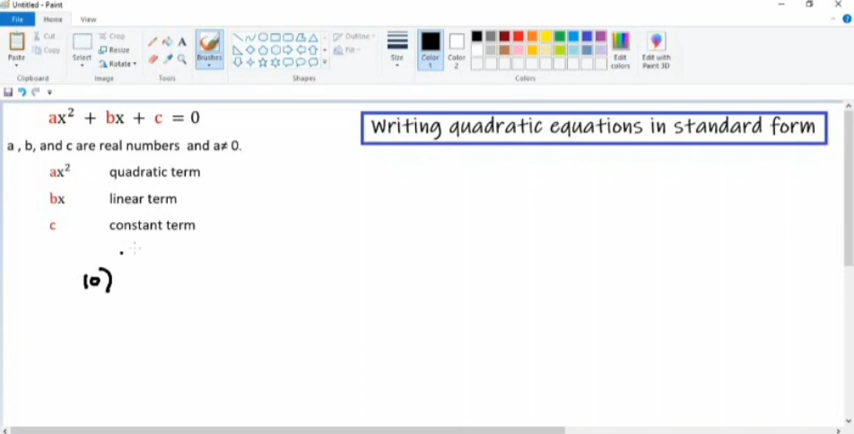 Untitled - Paint
File Home View
Cut
Copy
Paste
Clipboard
Crop
Resize
Rotate
Select
Image
A
Tools
Brushes
Outline
Fill
Shapes
Size
Color 1
Color 2
Colors
Edit colors
Edit with Paint 3D
ax² + bx + c = 0
Writing quadratic equations in standard form
a , b, and c are real numbers and a≠ 0.
ax² quadratic term
bx linear term
c constant term
10)